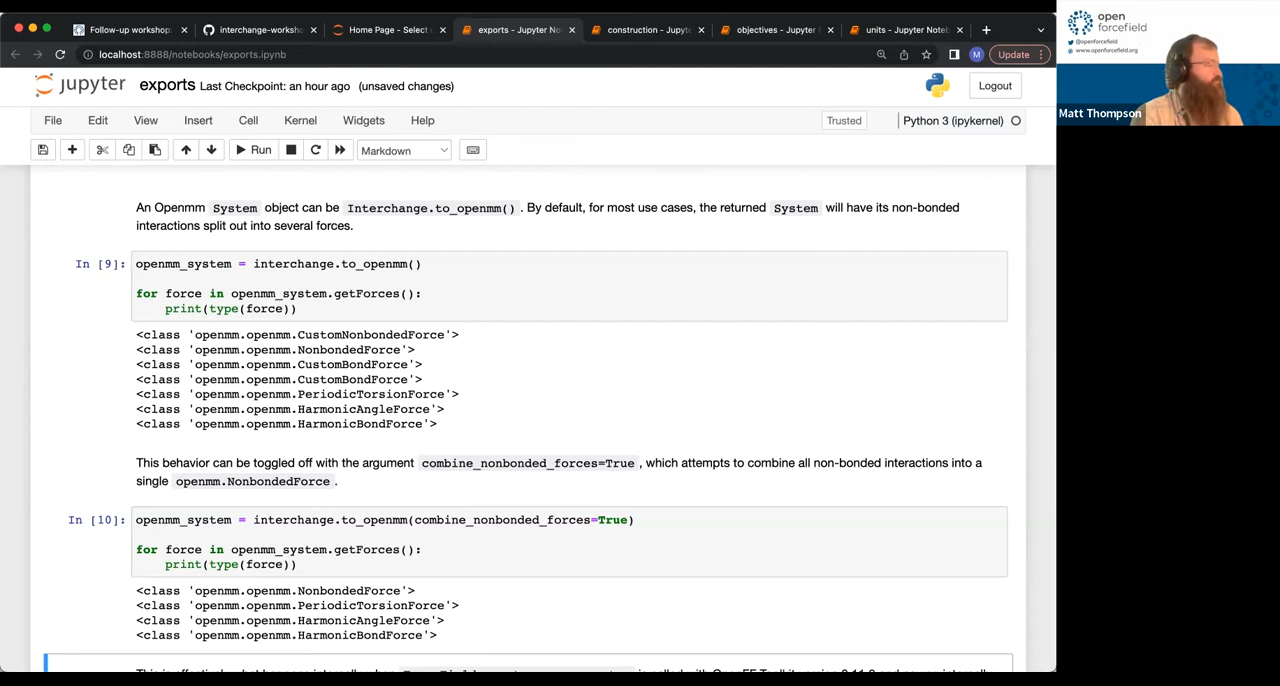 Follow-up workshop:
interchange-worksho
Home Page - Select
exports - Jupyter No
construction - Jupyt
objectives - Jupyter
units - Jupyter Noteb
localhost:8888/notebooks/exports.ipynb
M
Update
open
forcefield
@openforcefield
www.openforcefield.org
Matt Thompson
jupyter exports Last Checkpoint: an hour ago (unsaved changes)
Logout
File Edit View Insert Cell Kernel Widgets Help
Trusted
Python 3 (ipykernel)
Run
Markdown
An Openmm System object can be Interchange.to_openmm(). By default, for most use cases, the returned System will have its non-bonded
interactions split out into several forces.
In [9]: openmm_system = interchange.to_openmm()
for force in openmm_system.getForces():
print(type(force))
<class 'openmm.openmm.CustomNonbondedForce'>
<class 'openmm.openmm.NonbondedForce'>
<class 'openmm.openmm.CustomBondForce'>
<class 'openmm.openmm.CustomBondForce'>
<class 'openmm.openmm.PeriodicTorsionForce'>
<class 'openmm.openmm.HarmonicAngleForce'>
<class 'openmm.openmm.HarmonicBondForce'>
This behavior can be toggled off with the argument combine_nonbonded_forces=True, which attempts to combine all non-bonded interactions into a
single openmm.NonbondedForce.
In [10]: openmm_system = interchange.to_openmm(combine_nonbonded_forces=True)
for force in openmm_system.getForces():
print(type(force))
<class 'openmm.openmm.NonbondedForce'>
<class 'openmm.openmm.PeriodicTorsionForce'>
<class 'openmm.openmm.HarmonicAngleForce'>
<class 'openmm.openmm.HarmonicBondForce'>